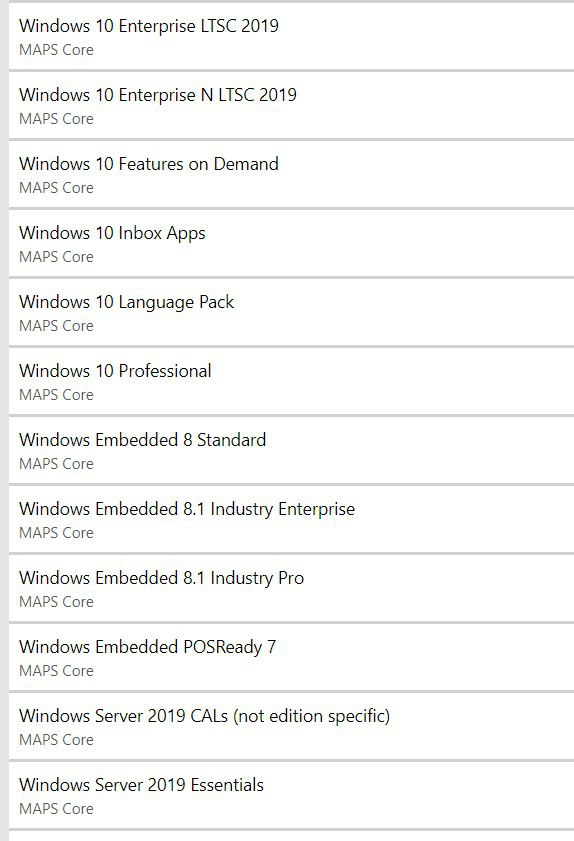 Windows 10 Enterprise LTSC 2019
MAPS Core
Windows 10 Enterprise N LTSC 2019
MAPS Core
Windows 10 Features on Demand
MAPS Core
Windows 10 Inbox Apps
MAPS Core
Windows 10 Language Pack
MAPS Core
Windows 10 Professional
MAPS Core
Windows Embedded 8 Standard
MAPS Core
Windows Embedded 8.1 Industry Enterprise
MAPS Core
Windows Embedded 8.1 Industry Pro
MAPS Core
Windows Embedded POSReady 7
MAPS Core
Windows Server 2019 CALs (not edition specific)
MAPS Core
Windows Server 2019 Essentials
MAPS Core